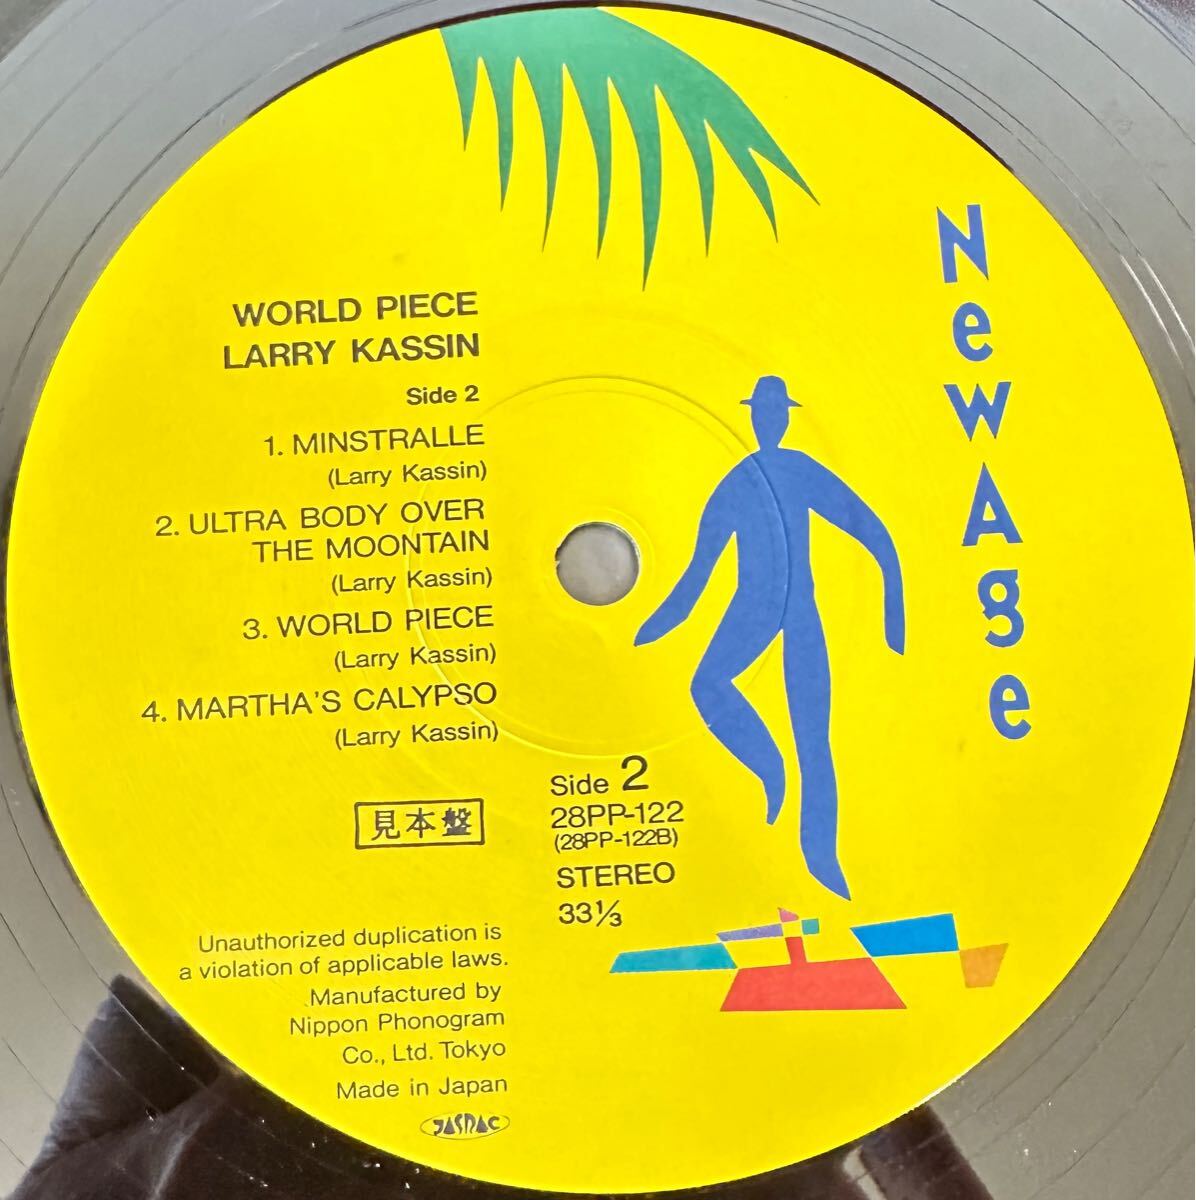 WORLD PIECE
LARRY KASSIN
Side 2
1. MINSTRALLE
(Larry Kassin)
2. ULTRA BODY OVER
THE MOONTAIN
(Larry Kassin)
3. WORLD PIECE
(Larry Kassin)
4. MARTHA'S CALYPSO
(Larry Kassin)
見本盤
Side 2
28PP-122
(28PP-122B)
STEREO
33⅓
Unauthorized duplication is
a violation of applicable laws.
Manufactured by
Nippon Phonogram
Co., Ltd. Tokyo
Made in Japan
JASRAC
New Age